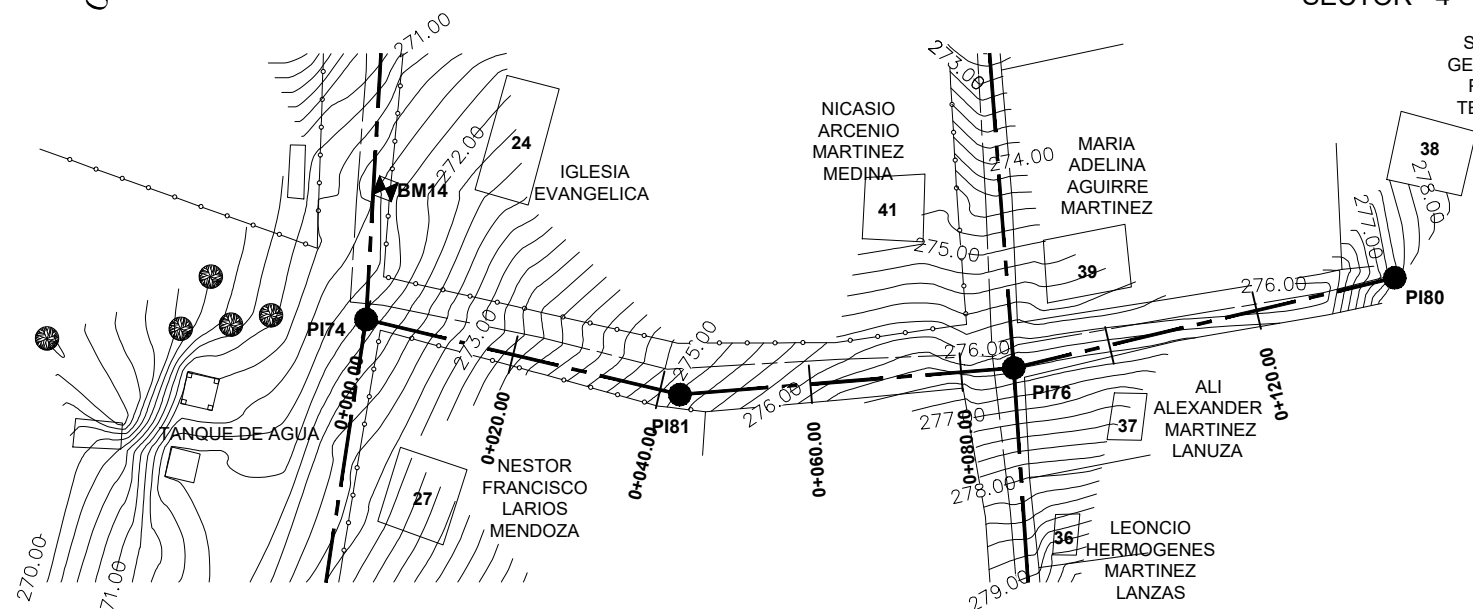 SECTOR 4
271.00
273.00
NICASIO
ARCENIO
MARTINEZ
MEDINA
MARIA
ADELINA
AGUIRRE
MARTINEZ
24
272.00
274.00
38
IGLESIA
EVANGELICA
BM14
278.00
277.00
41
275.00
39
276.00
PI80
PI74
273.00
275.00
276.00
0+000.00
0+020.00
0+040.00
PI81
276.00
0+060.00
277.00
0+080.00
PI76
0+120.00
ALI
ALEXANDER
MARTINEZ
LANUZA
37
TANQUE DE AGUA
NESTOR
FRANCISCO
LARIOS
MENDOZA
27
278.00
36
LEONCIO
HERMOGENES
MARTINEZ
LANZAS
270.00
71.00
279.00